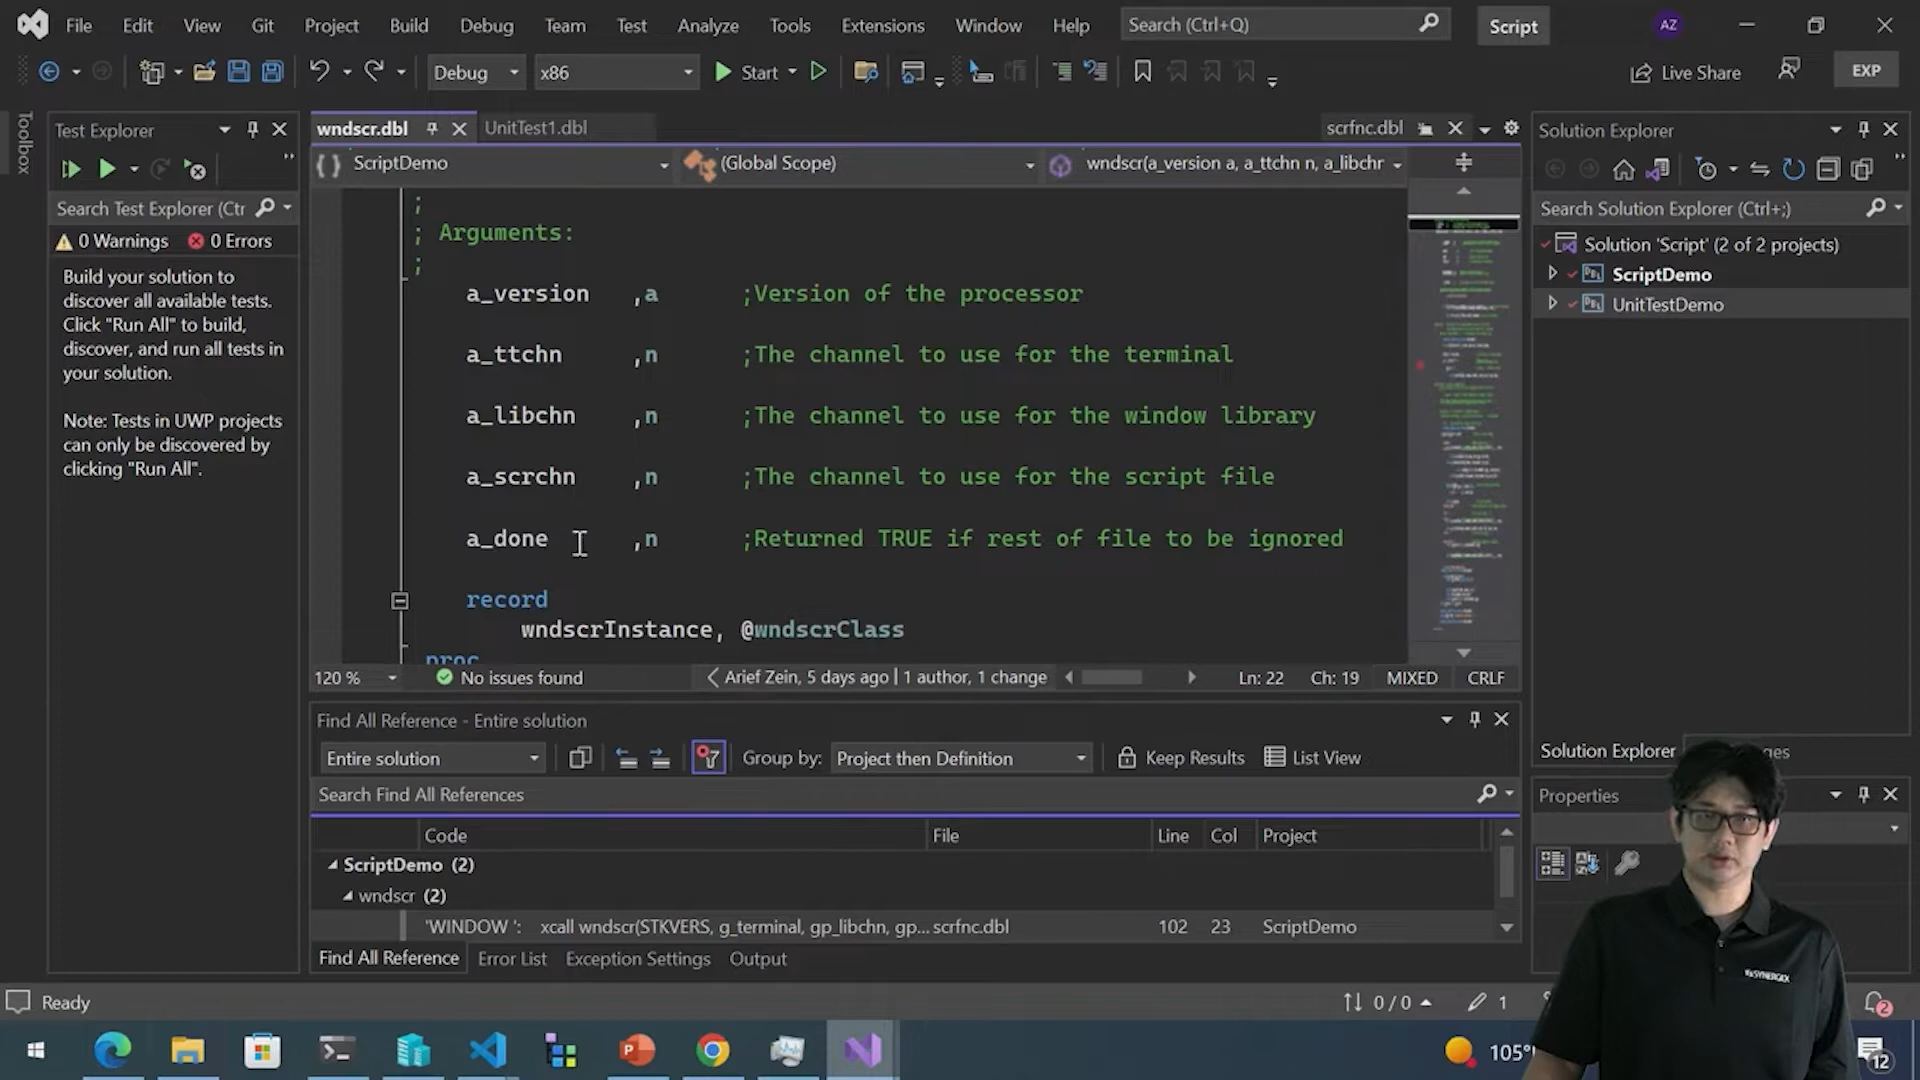 File Edit View Git Project Build Debug Team Test Analyze Tools Extensions Window Help Search (Ctrl+Q) Script AZ
Debug x86 Start Live Share EXP
Toolbox
Test Explorer
Search Test Explorer (Ctr
0 Warnings 0 Errors
Build your solution to
discover all available tests.
Click "Run All" to build,
discover, and run all tests in
your solution.
Note: Tests in UWP projects
can only be discovered by
clicking "Run All".
wndscr.dbl UnitTest1.dbl scrfnc.dbl
ScriptDemo (Global Scope) wndscr(a_version a, a_ttchn n, a_libchr
;
; Arguments:
;
a_version ,a ;Version of the processor
a_ttchn ,n ;The channel to use for the terminal
a_libchn ,n ;The channel to use for the window library
a_scrchn ,n ;The channel to use for the script file
a_done ,n ;Returned TRUE if rest of file to be ignored
record
wndscrInstance, @wndscrClass
proc
120 % No issues found Arief Zein, 5 days ago | 1 author, 1 change Ln: 22 Ch: 19 MIXED CRLF
Find All Reference - Entire solution
Entire solution Group by: Project then Definition Keep Results List View
Search Find All References
Code File Line Col Project
ScriptDemo (2)
wndscr (2)
'WINDOW ': xcall wndscr(STKVERS, g_terminal, gp_libchn, gp... scrfnc.dbl 102 23 ScriptDemo
Find All Reference Error List Exception Settings Output
Solution Explorer
Search Solution Explorer (Ctrl+;)
Solution 'Script' (2 of 2 projects)
ScriptDemo
UnitTestDemo
Solution Explorer
Properties
SYNERGEX
Ready 0 / 0 1 2
105° 12